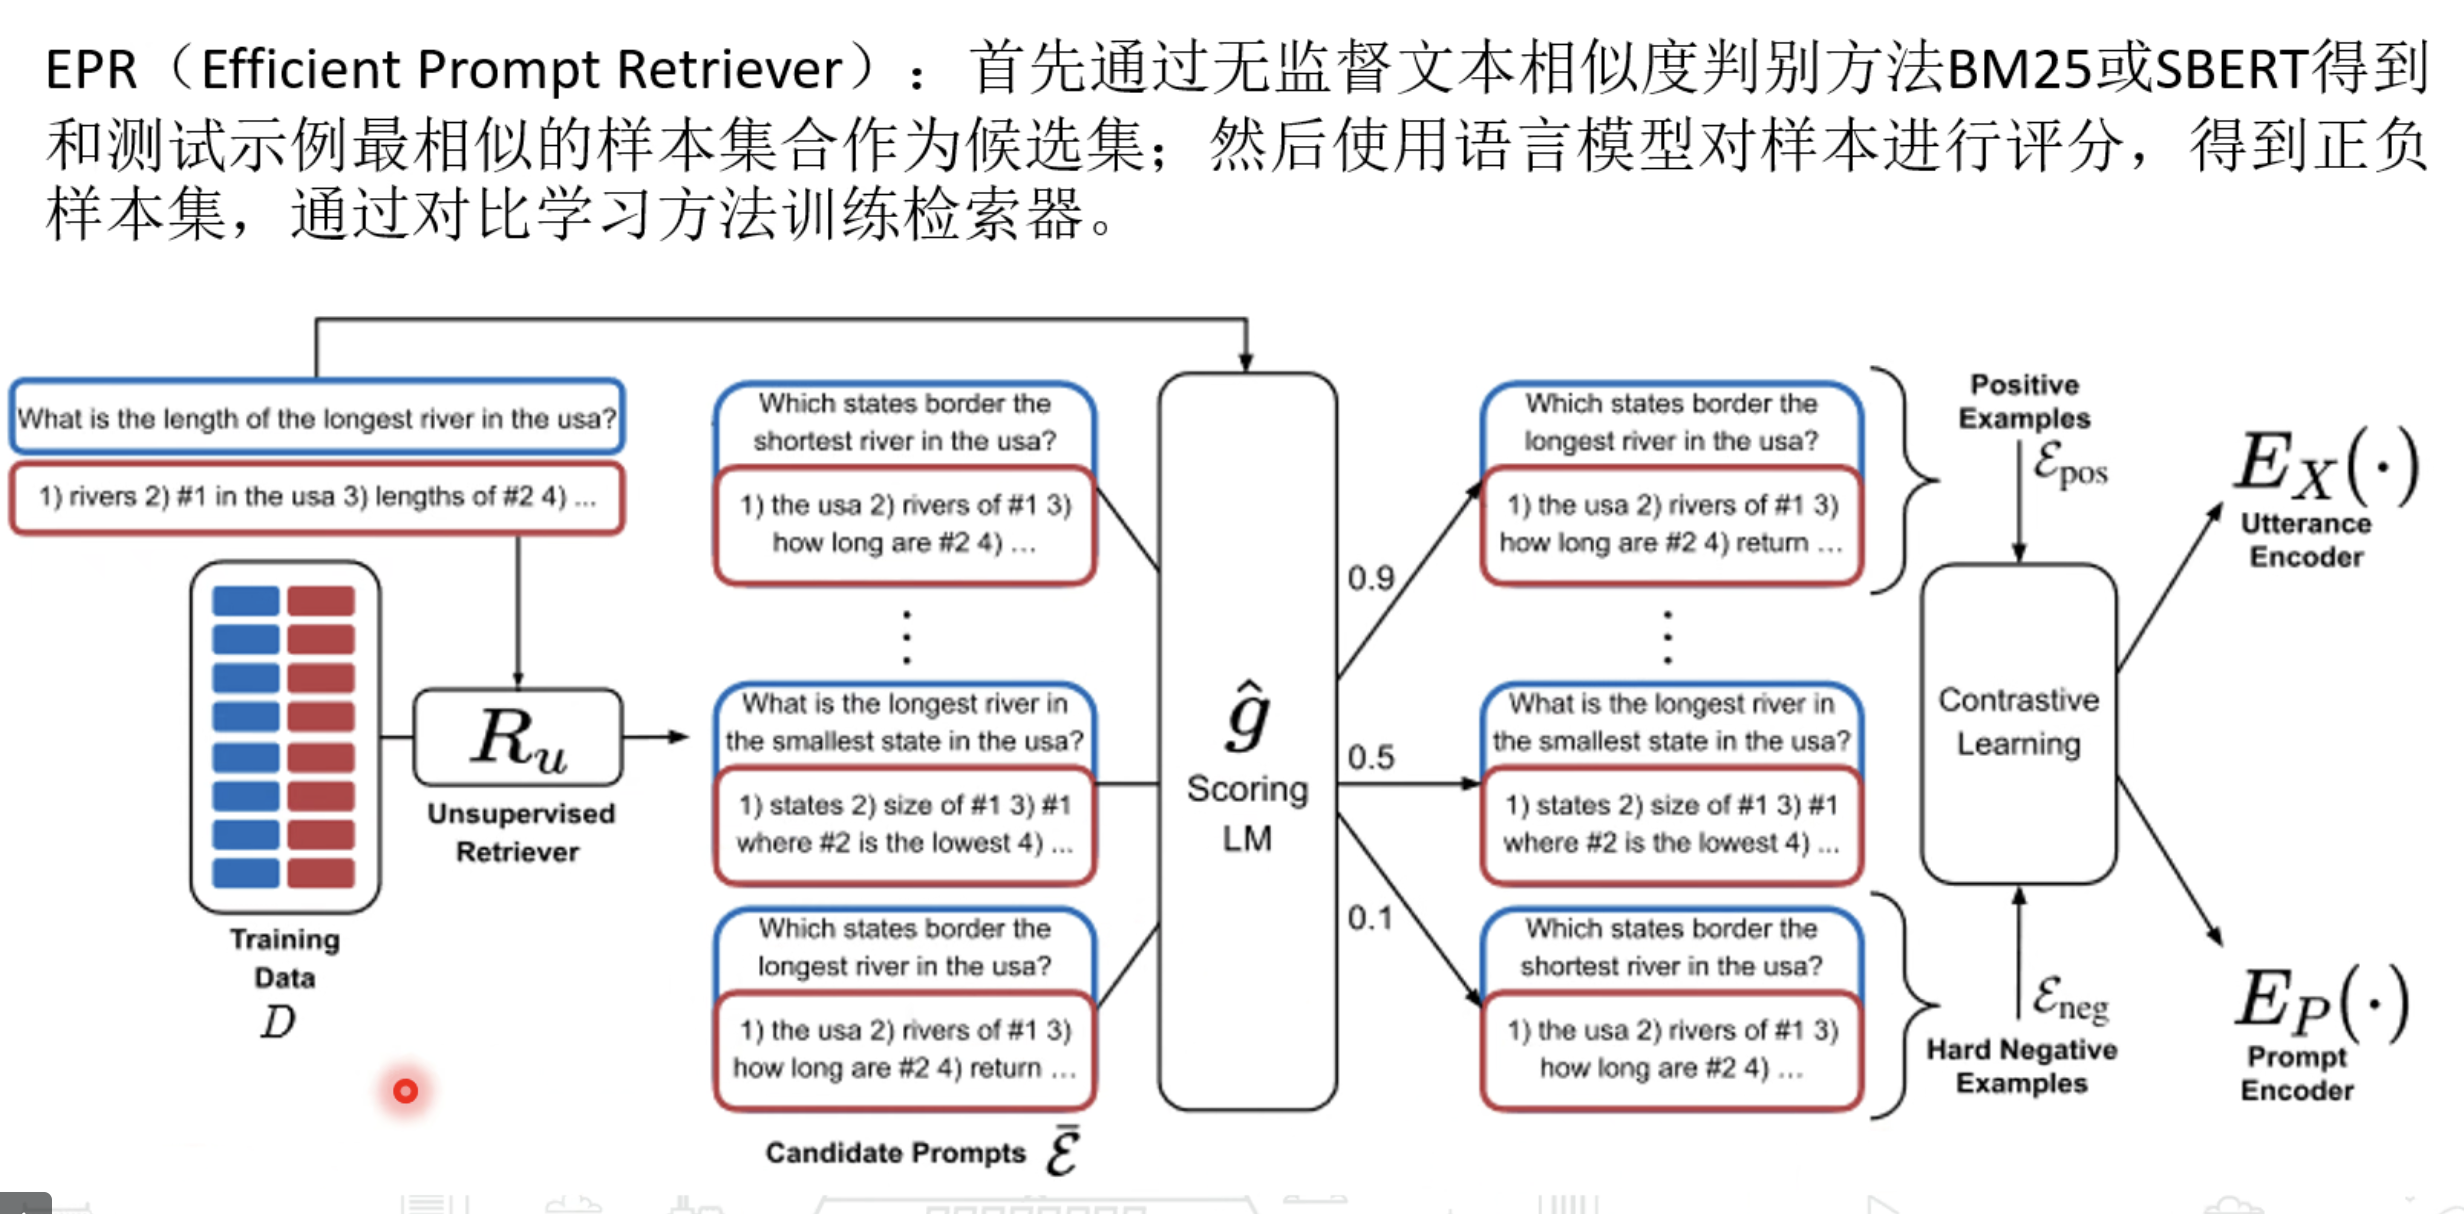 EPR（Efficient Prompt Retriever）：首先通过无监督文本相似度判别方法BM25或SBERT得到
和测试示例最相似的样本集合作为候选集；然后使用语言模型对样本进行评分，得到正负
样本集，通过对比学习方法训练检索器。
What is the length of the longest river in the usa?
1) rivers 2) #1 in the usa 3) lengths of #2 4) ...
Training
Data
D
R_u
Unsupervised
Retriever
Which states border the
shortest river in the usa?
1) the usa 2) rivers of #1 3)
how long are #2 4) ...
What is the longest river in
the smallest state in the usa?
1) states 2) size of #1 3) #1
where #2 is the lowest 4) ...
Which states border the
longest river in the usa?
1) the usa 2) rivers of #1 3)
how long are #2 4) return ...
Candidate Prompts ℰ̄
ĝ
Scoring
LM
0.9
0.5
0.1
Which states border the
longest river in the usa?
1) the usa 2) rivers of #1 3)
how long are #2 4) return ...
What is the longest river in
the smallest state in the usa?
1) states 2) size of #1 3) #1
where #2 is the lowest 4) ...
Which states border the
shortest river in the usa?
1) the usa 2) rivers of #1 3)
how long are #2 4) ...
Positive
Examples
ℰ_pos
Contrastive
Learning
ℰ_neg
Hard Negative
Examples
E_X(·)
Utterance
Encoder
E_P(·)
Prompt
Encoder